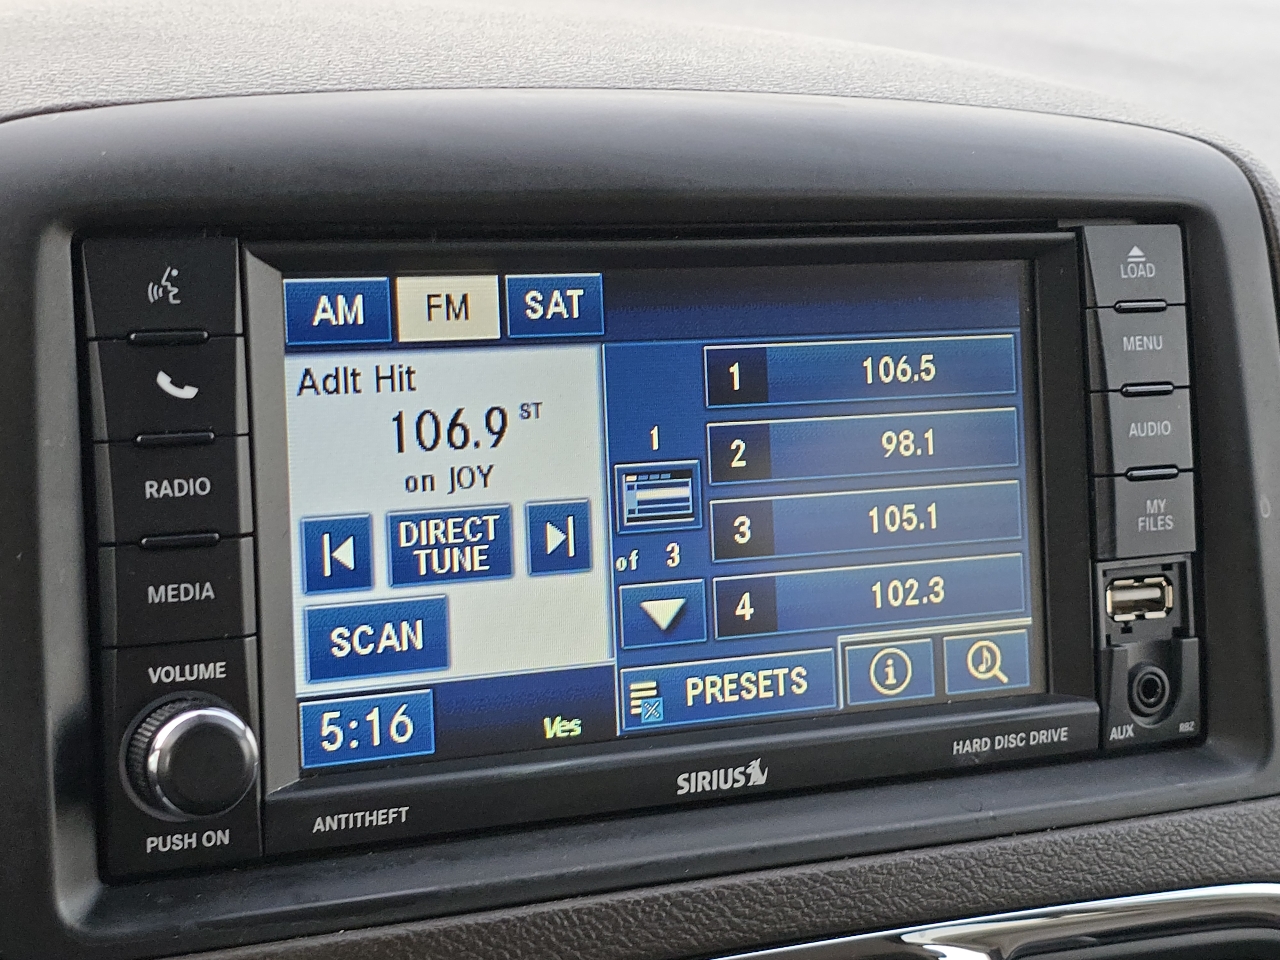 AM FM SAT
Adlt Hit
106.9 ST
on JOY
DIRECT
TUNE
SCAN
5:16
Ves
1
of 3
1 106.5
2 98.1
3 105.1
4 102.3
PRESETS
i
RADIO
MEDIA
VOLUME
PUSH ON
LOAD
MENU
AUDIO
MY
FILES
AUX
RBZ
ANTITHEFT
SIRIUS
HARD DISC DRIVE